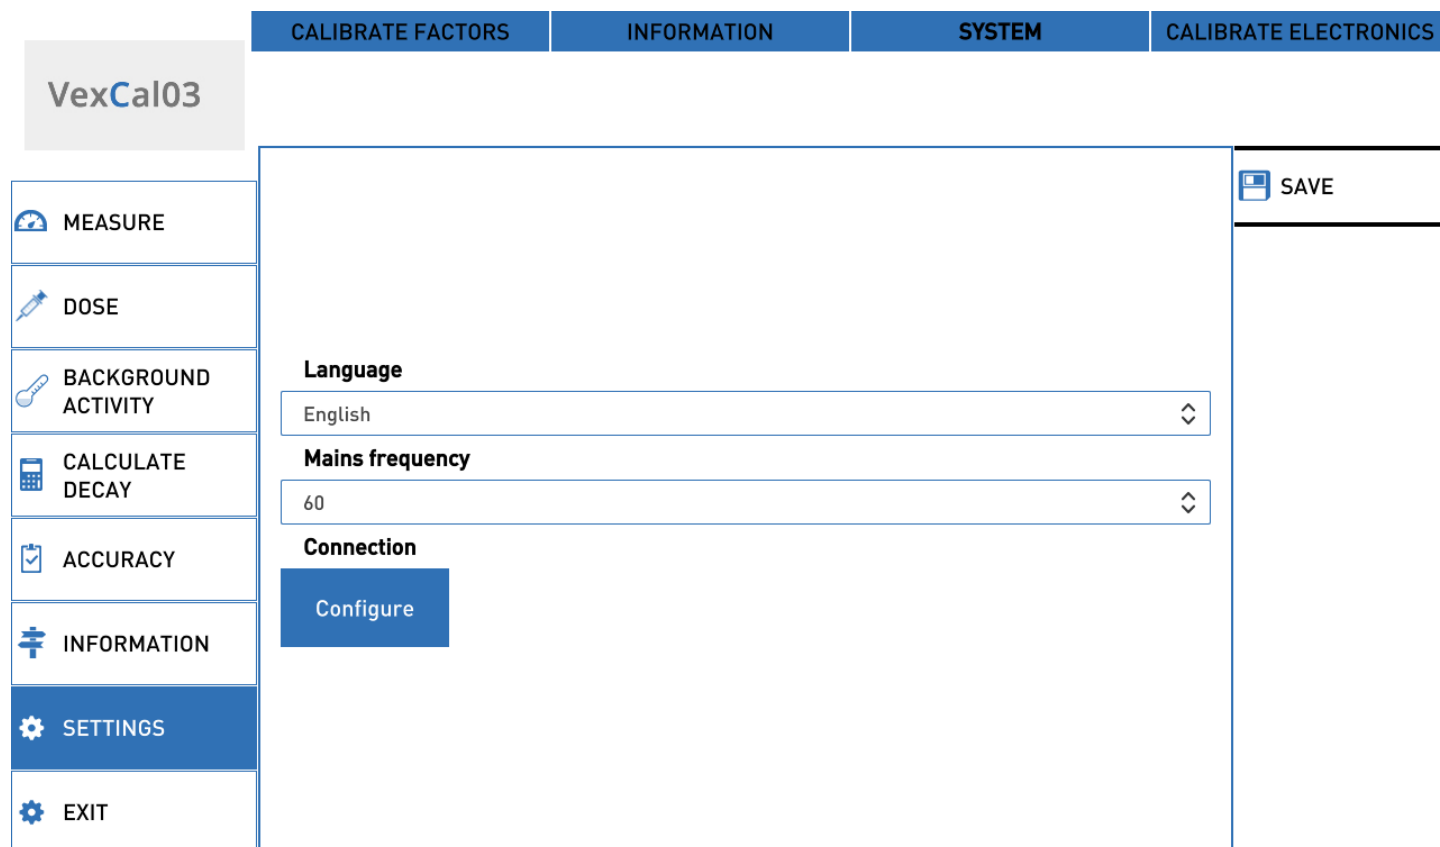 CALIBRATE FACTORS
INFORMATION
SYSTEM
CALIBRATE ELECTRONICS
VexCal03
MEASURE
DOSE
BACKGROUND
ACTIVITY
CALCULATE
DECAY
ACCURACY
INFORMATION
SETTINGS
EXIT
Language
English
Mains frequency
60
Connection
Configure
SAVE